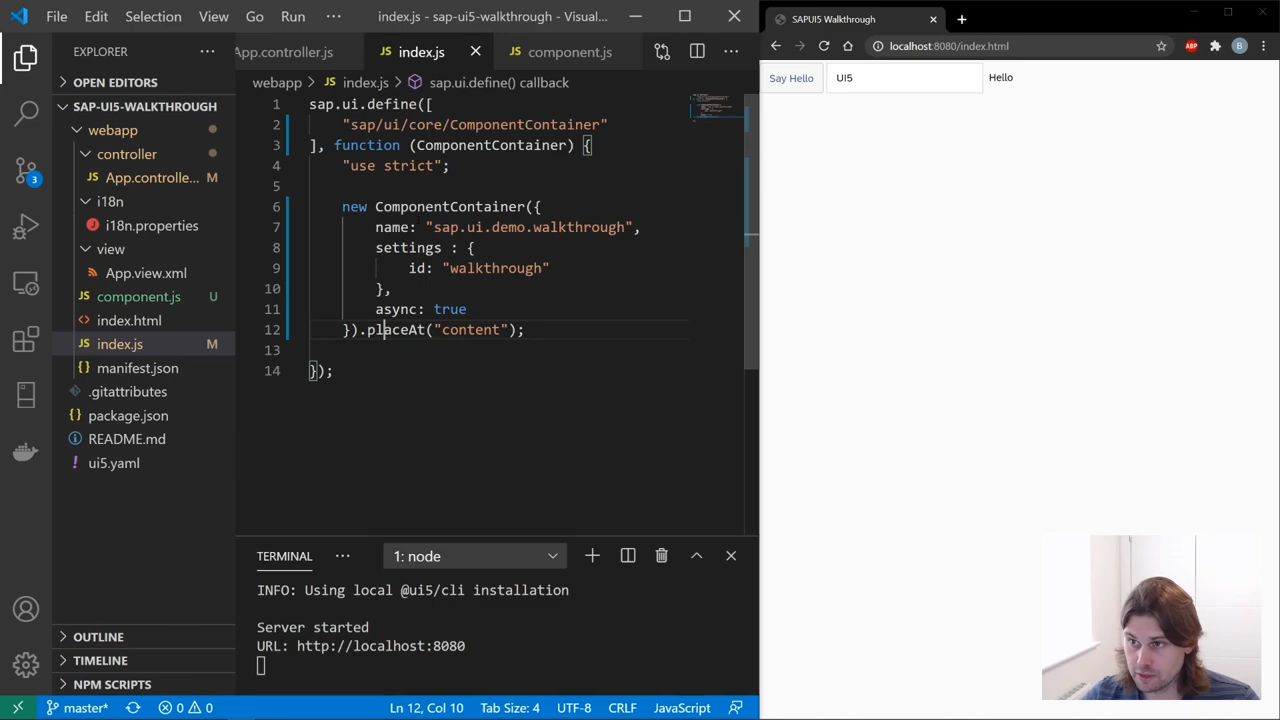 File Edit Selection View Go Run index.js - sap-ui5-walkthrough - Visual...
EXPLORER
OPEN EDITORS
SAP-UI5-WALKTHROUGH
webapp
controller
App.controlle... M
i18n
i18n.properties
view
App.view.xml
component.js U
index.html
index.js M
manifest.json
.gitattributes
package.json
README.md
ui5.yaml
OUTLINE
TIMELINE
NPM SCRIPTS
3
App.controller.js index.js component.js
webapp > index.js > sap.ui.define() callback
1 sap.ui.define([
2 "sap/ui/core/ComponentContainer"
3 ], function (ComponentContainer) {
4 "use strict";
5
6 new ComponentContainer({
7 name: "sap.ui.demo.walkthrough",
8 settings : {
9 id: "walkthrough"
10 },
11 async: true
12 }).placeAt("content");
13
14 });
TERMINAL 1: node
INFO: Using local @ui5/cli installation
Server started
URL: http://localhost:8080
master* 0 0 Ln 12, Col 10 Tab Size: 4 UTF-8 CRLF JavaScript
SAPUI5 Walkthrough
localhost:8080/index.html ABP B
Say Hello UI5 Hello